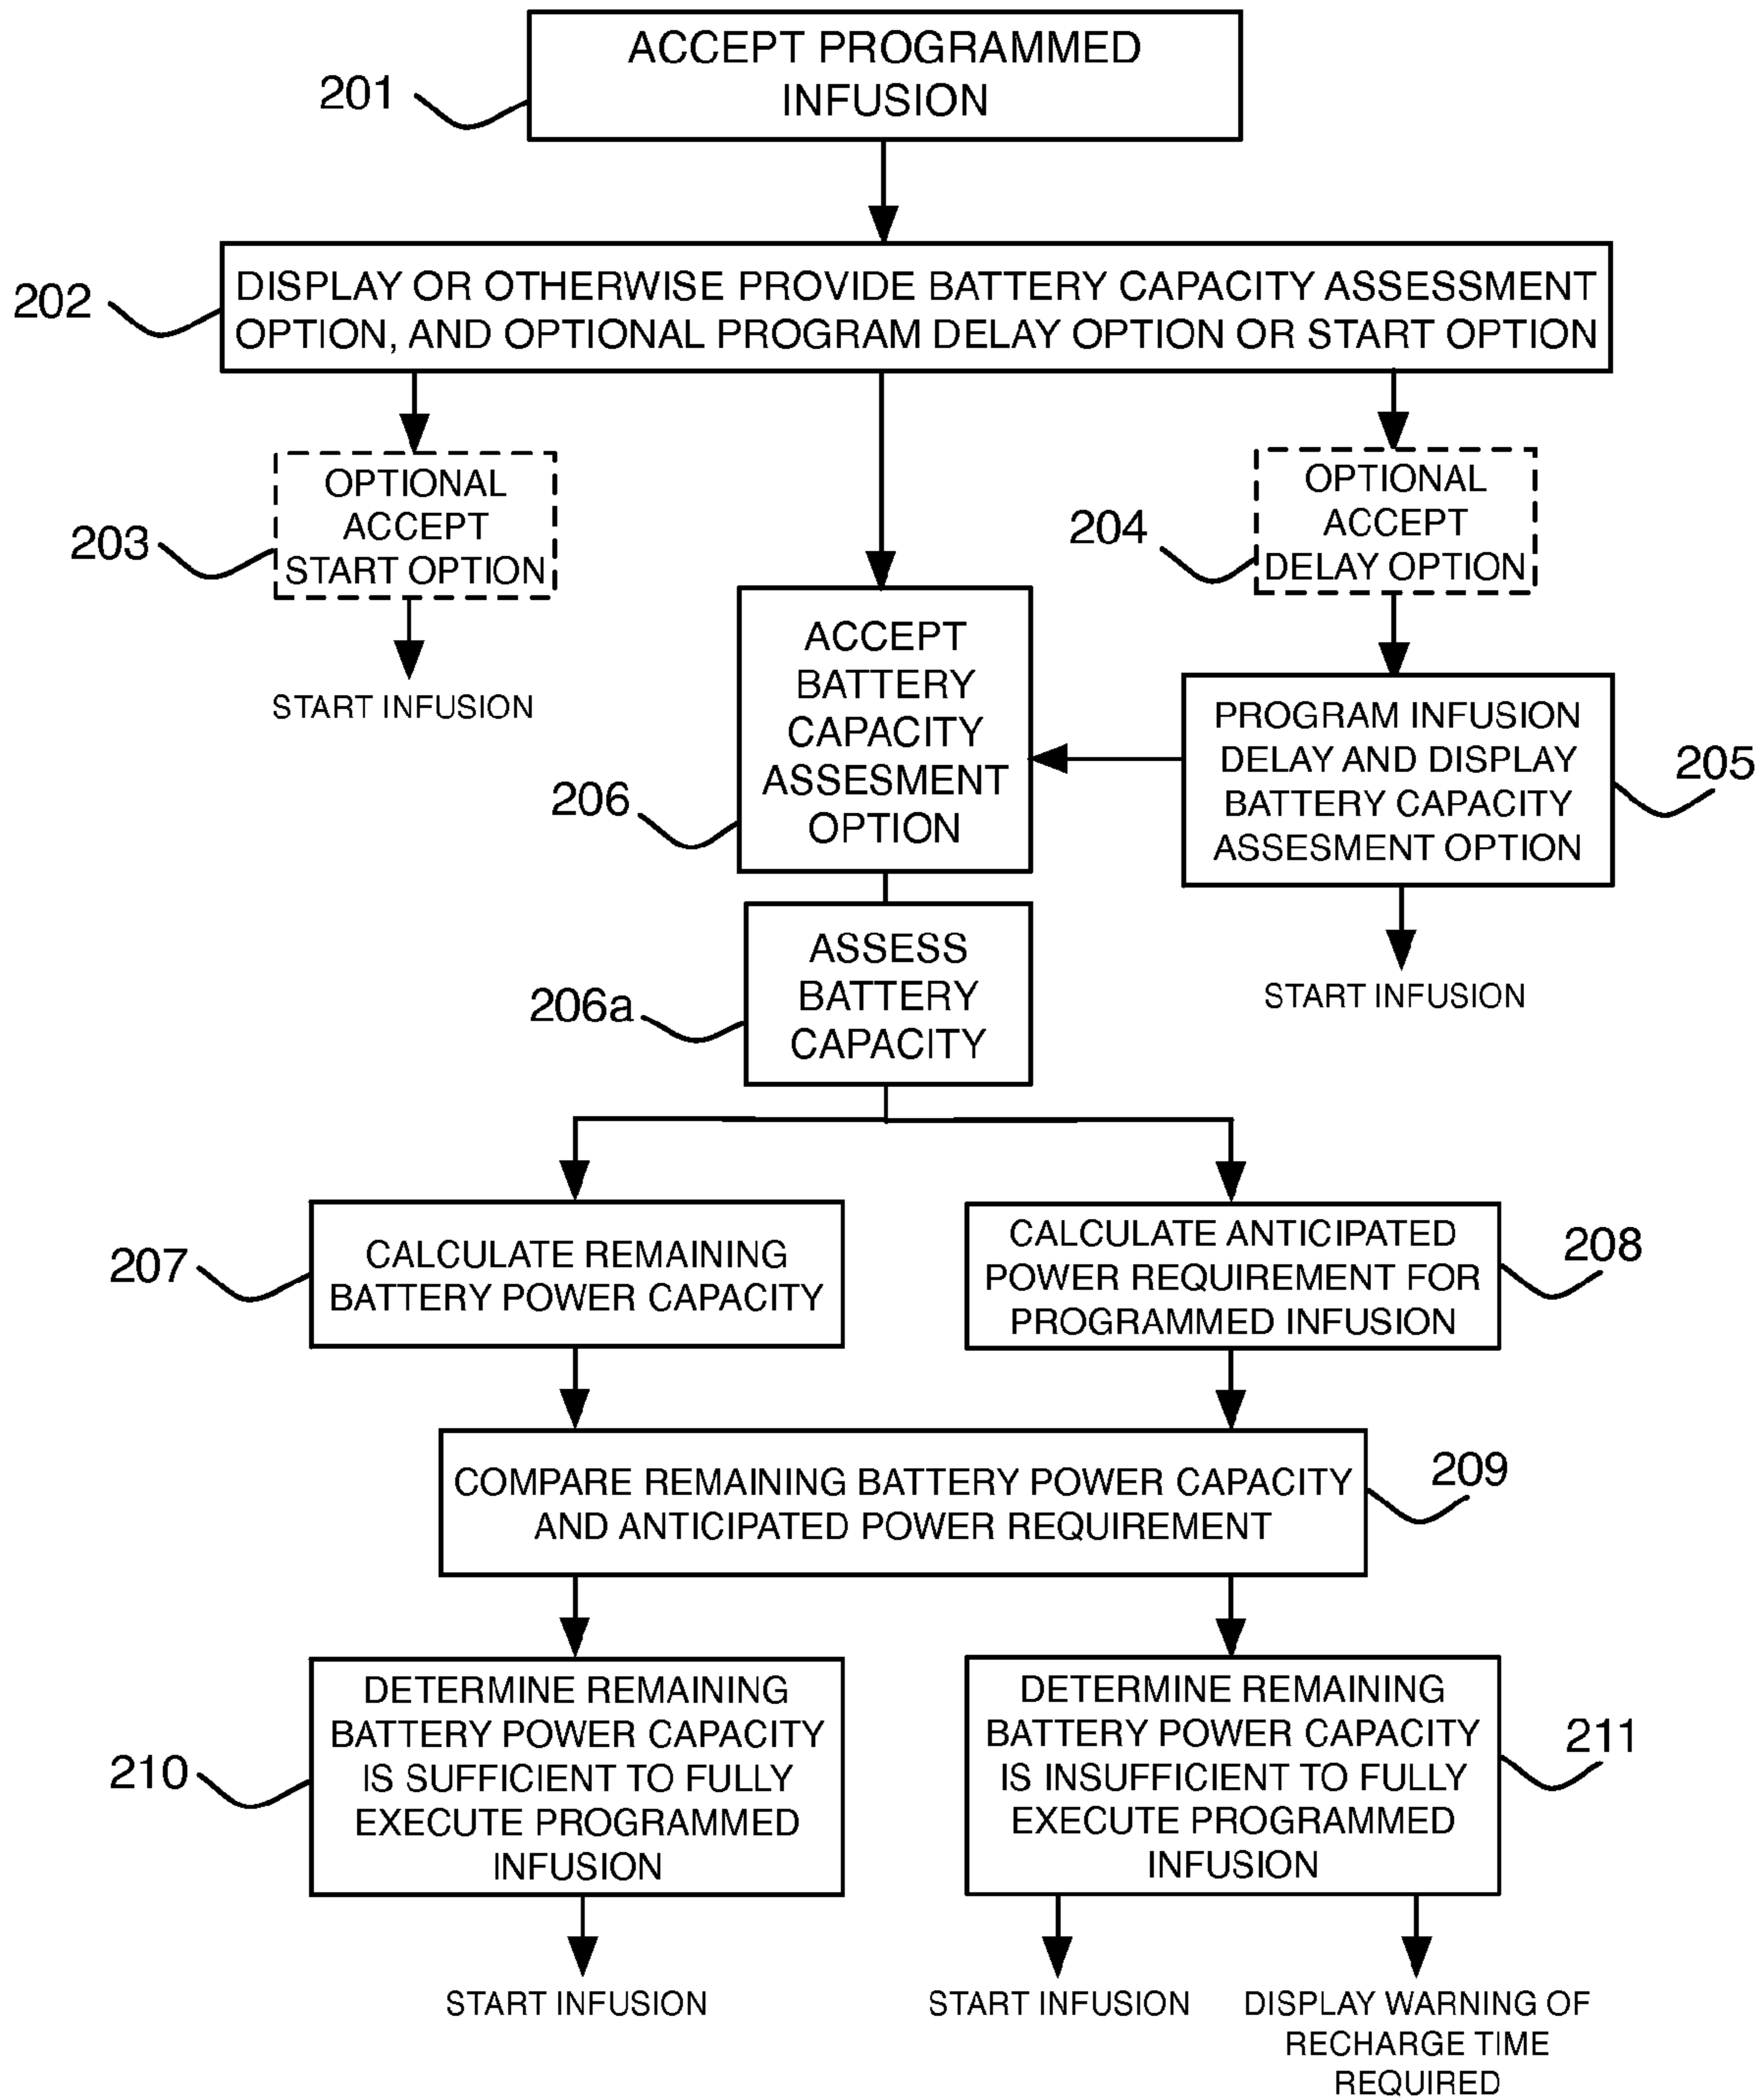 ACCEPT PROGRAMMED
INFUSION
201
202
DISPLAY OR OTHERWISE PROVIDE BATTERY CAPACITY ASSESSMENT
OPTION, AND OPTIONAL PROGRAM DELAY OPTION OR START OPTION
203
OPTIONAL
ACCEPT
START OPTION
START INFUSION
204
OPTIONAL
ACCEPT
DELAY OPTION
206
ACCEPT
BATTERY
CAPACITY
ASSESMENT
OPTION
PROGRAM INFUSION
DELAY AND DISPLAY
BATTERY CAPACITY
ASSESMENT OPTION
205
START INFUSION
206a
ASSESS
BATTERY
CAPACITY
207
CALCULATE REMAINING
BATTERY POWER CAPACITY
CALCULATE ANTICIPATED
POWER REQUIREMENT FOR
PROGRAMMED INFUSION
208
COMPARE REMAINING BATTERY POWER CAPACITY
AND ANTICIPATED POWER REQUIREMENT
209
210
DETERMINE REMAINING
BATTERY POWER CAPACITY
IS SUFFICIENT TO FULLY
EXECUTE PROGRAMMED
INFUSION
DETERMINE REMAINING
BATTERY POWER CAPACITY
IS INSUFFICIENT TO FULLY
EXECUTE PROGRAMMED
INFUSION
211
START INFUSION
START INFUSION
DISPLAY WARNING OF
RECHARGE TIME
REQUIRED